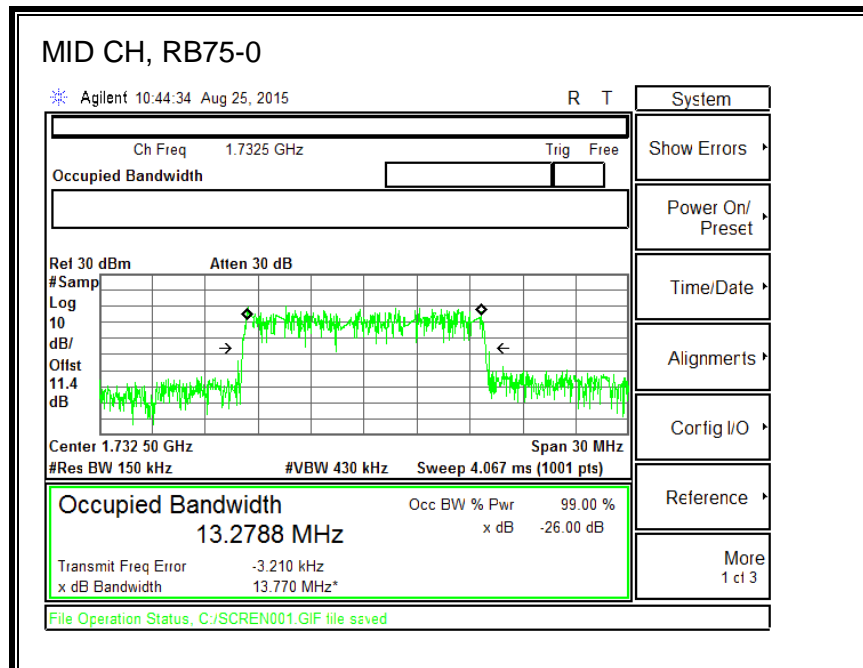 MID CH, RB75-0
Agilent 10:44:34 Aug 25, 2015 R T
System
Ch Freq 1.7325 GHz Trig Free
Occupied Bandwidth
Show Errors
Power On/
Preset
Time/Date
Alignments
Config I/O
Reference
More
1 of 3
Ref 30 dBm Atten 30 dB
#Samp
Log
10
dB/
Offst
11.4
dB
Center 1.732 50 GHz Span 30 MHz
#Res BW 150 kHz #VBW 430 kHz Sweep 4.067 ms (1001 pts)
Occupied Bandwidth
13.2788 MHz
Occ BW % Pwr 99.00 %
x dB -26.00 dB
Transmit Freq Error -3.210 kHz
x dB Bandwidth 13.770 MHz*
File Operation Status, C:/SCREN001.GIF file saved